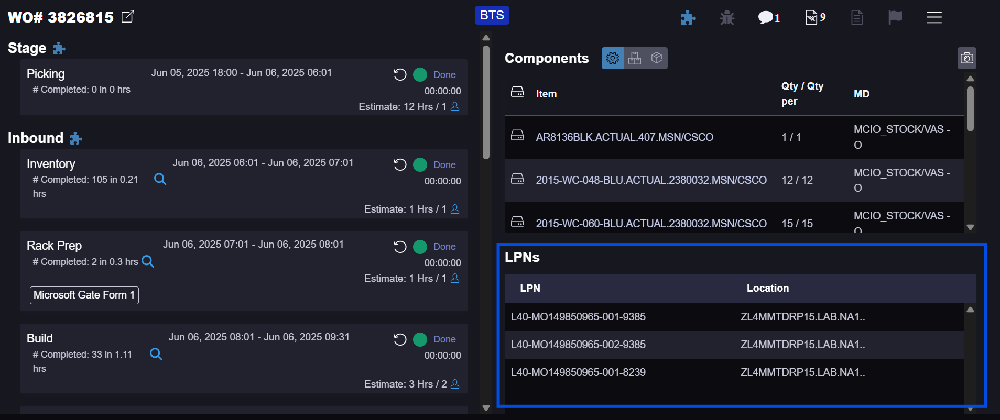 WO# 3826815
BTS
1
9
Stage
Picking
Jun 05, 2025 18:00 - Jun 06, 2025 06:01
Done
# Completed: 0 in 0 hrs
00:00:00
Estimate: 12 Hrs / 1
Inbound
Inventory
Jun 06, 2025 06:01 - Jun 06, 2025 07:01
Done
# Completed: 105 in 0.21
hrs
00:00:00
Estimate: 1 Hrs / 1
Rack Prep
Jun 06, 2025 07:01 - Jun 06, 2025 08:01
Done
# Completed: 2 in 0.3 hrs
00:00:00
Estimate: 1 Hrs / 1
Microsoft Gate Form 1
Build
Jun 06, 2025 08:01 - Jun 06, 2025 09:31
Done
# Completed: 33 in 1.11
hrs
00:00:00
Estimate: 3 Hrs / 2
Components
Item
Qty / Qty
per
MD
AR8136BLK.ACTUAL.407.MSN/CSCO
1 / 1
MCIO_STOCK/VAS -
O
2015-WC-048-BLU.ACTUAL.2380032.MSN/CSCO
12 / 12
MCIO_STOCK/VAS -
O
2015-WC-060-BLU.ACTUAL.2380032.MSN/CSCO
15 / 15
MCIO_STOCK/VAS -
O
LPNs
LPN
Location
L40-MO149850965-001-9385
ZL4MMTDRP15.LAB.NA1..
L40-MO149850965-002-9385
ZL4MMTDRP15.LAB.NA1..
L40-MO149850965-001-8239
ZL4MMTDRP15.LAB.NA1..